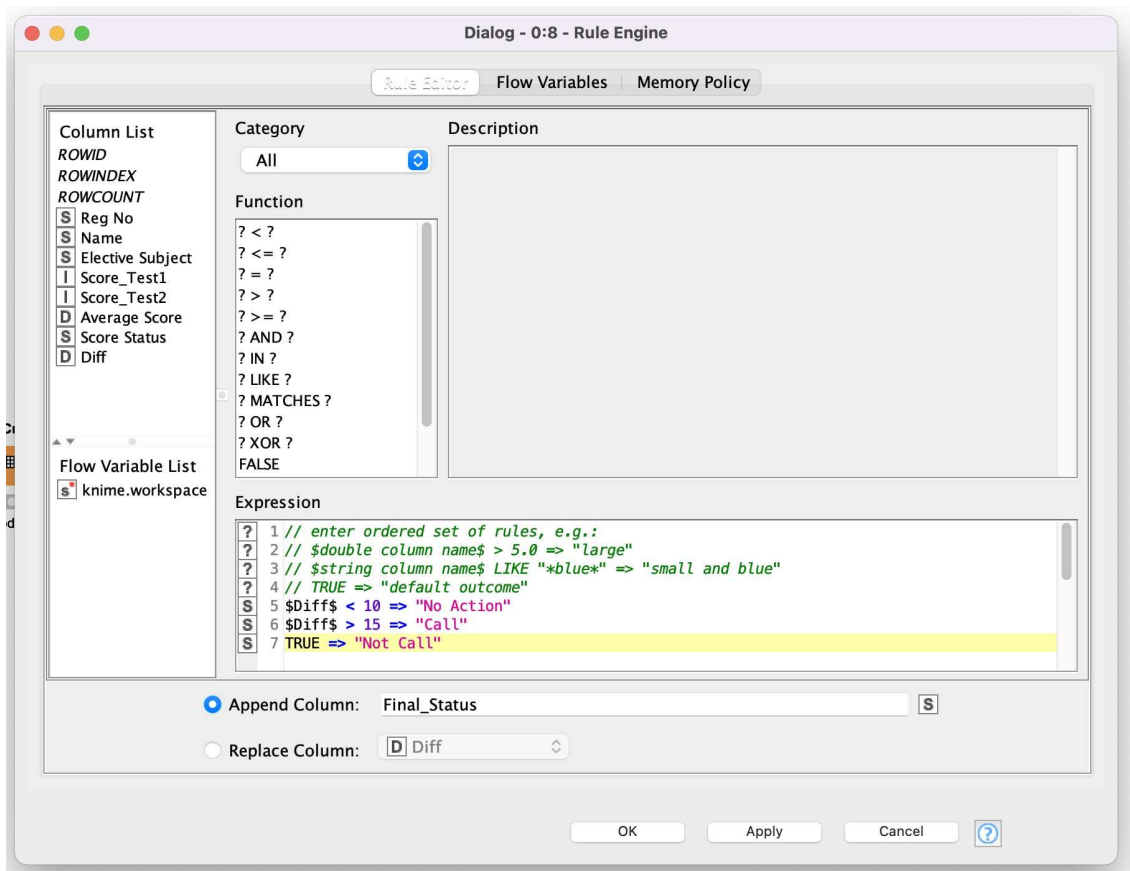 Dialog - 0:8 - Rule Engine
Rule Editor Flow Variables Memory Policy
Column List
ROWID
ROWINDEX
ROWCOUNT
S Reg No
S Name
S Elective Subject
I Score_Test1
I Score_Test2
D Average Score
S Score Status
D Diff
Flow Variable List
s knime.workspace
Category
All
Function
? < ?
? <= ?
? = ?
? > ?
? >= ?
? AND ?
? IN ?
? LIKE ?
? MATCHES ?
? OR ?
? XOR ?
FALSE
Description
Expression
? 1 // enter ordered set of rules, e.g.:
? 2 // $double column name$ > 5.0 => "large"
? 3 // $string column name$ LIKE "*blue*" => "small and blue"
? 4 // TRUE => "default outcome"
S 5 $Diff$ < 10 => "No Action"
S 6 $Diff$ > 15 => "Call"
S 7 TRUE => "Not Call"
Append Column: Final_Status S
Replace Column: D Diff
OK Apply Cancel ?